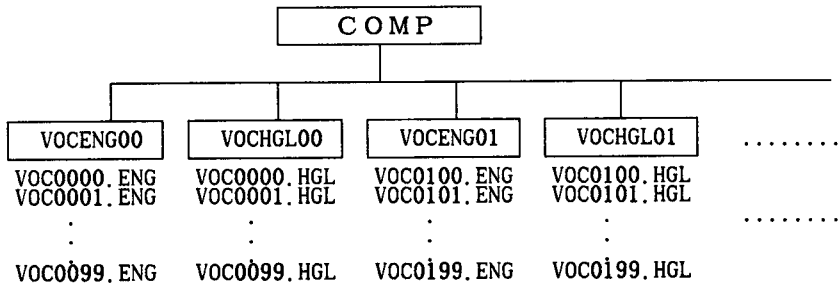 COMP
VOCENG00 VOCHGL00 VOCENG01 VOCHGL01 ........
VOC0000.ENG VOC0000.HGL VOC0100.ENG VOC0100.HGL
VOC0001.ENG VOC0001.HGL VOC0101.ENG VOC0101.HGL ........
VOC0099.ENG VOC0099.HGL VOC0199.ENG VOC0199.HGL